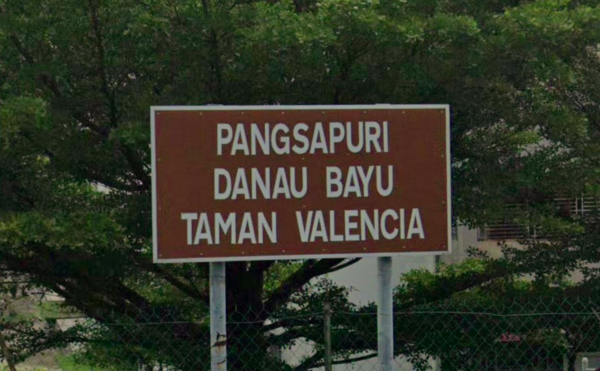 PANGSAPURI
DANAU BAYU
TAMAN VALENCIA